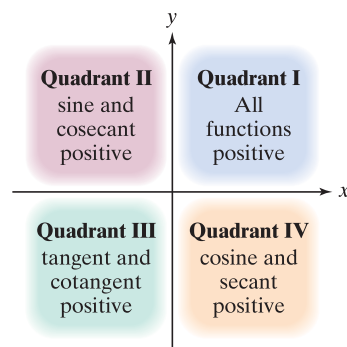 y
Quadrant II
sine and
cosecant
positive
Quadrant I
All
functions
positive
x
Quadrant III
tangent and
cotangent
positive
Quadrant IV
cosine and
secant
positive